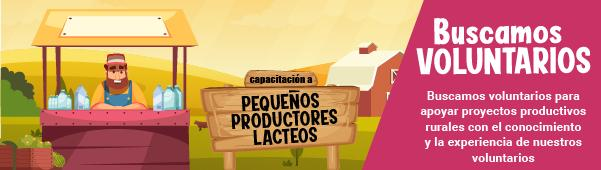 capacitación a
PEQUEÑOS
PRODUCTORES
LACTEOS
Buscamos
VOLUNTARIOS
Buscamos voluntarios para
apoyar proyectos productivos
rurales con el conocimiento
y la experiencia de nuestros
voluntarios